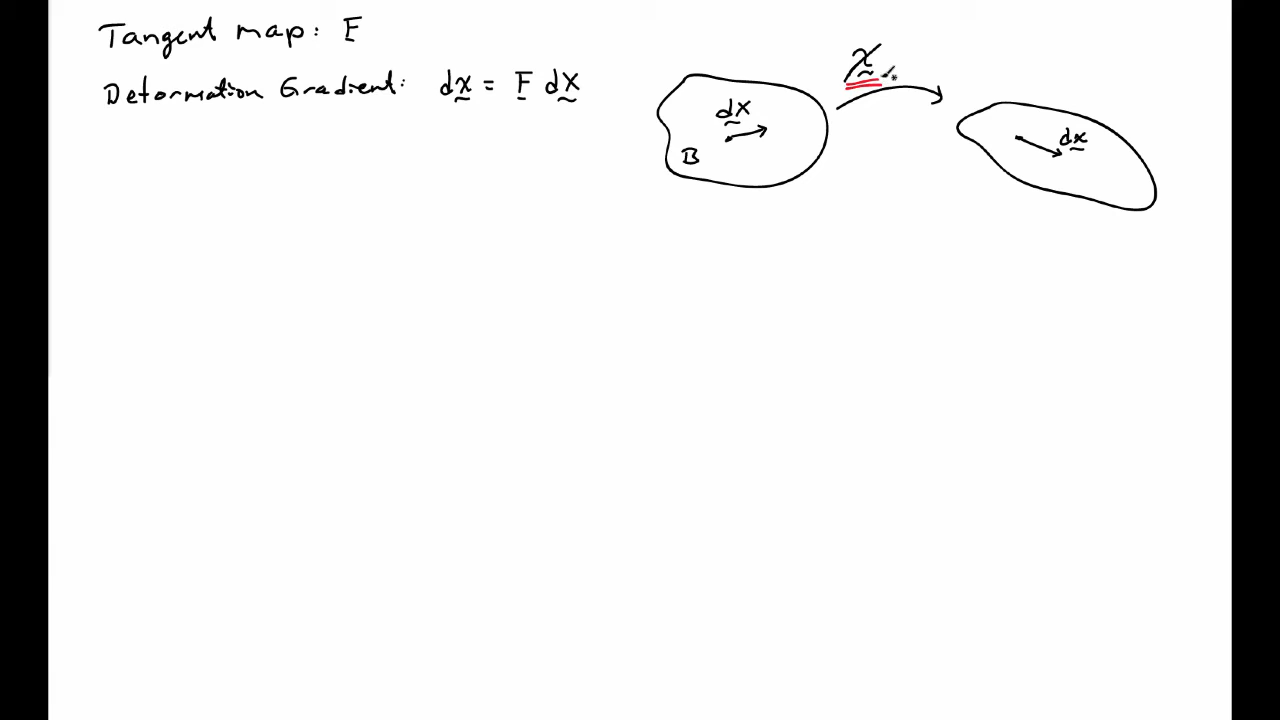 Tangent map: F
Deformation Gradient: dx = F dX
χ
dX
B
dx